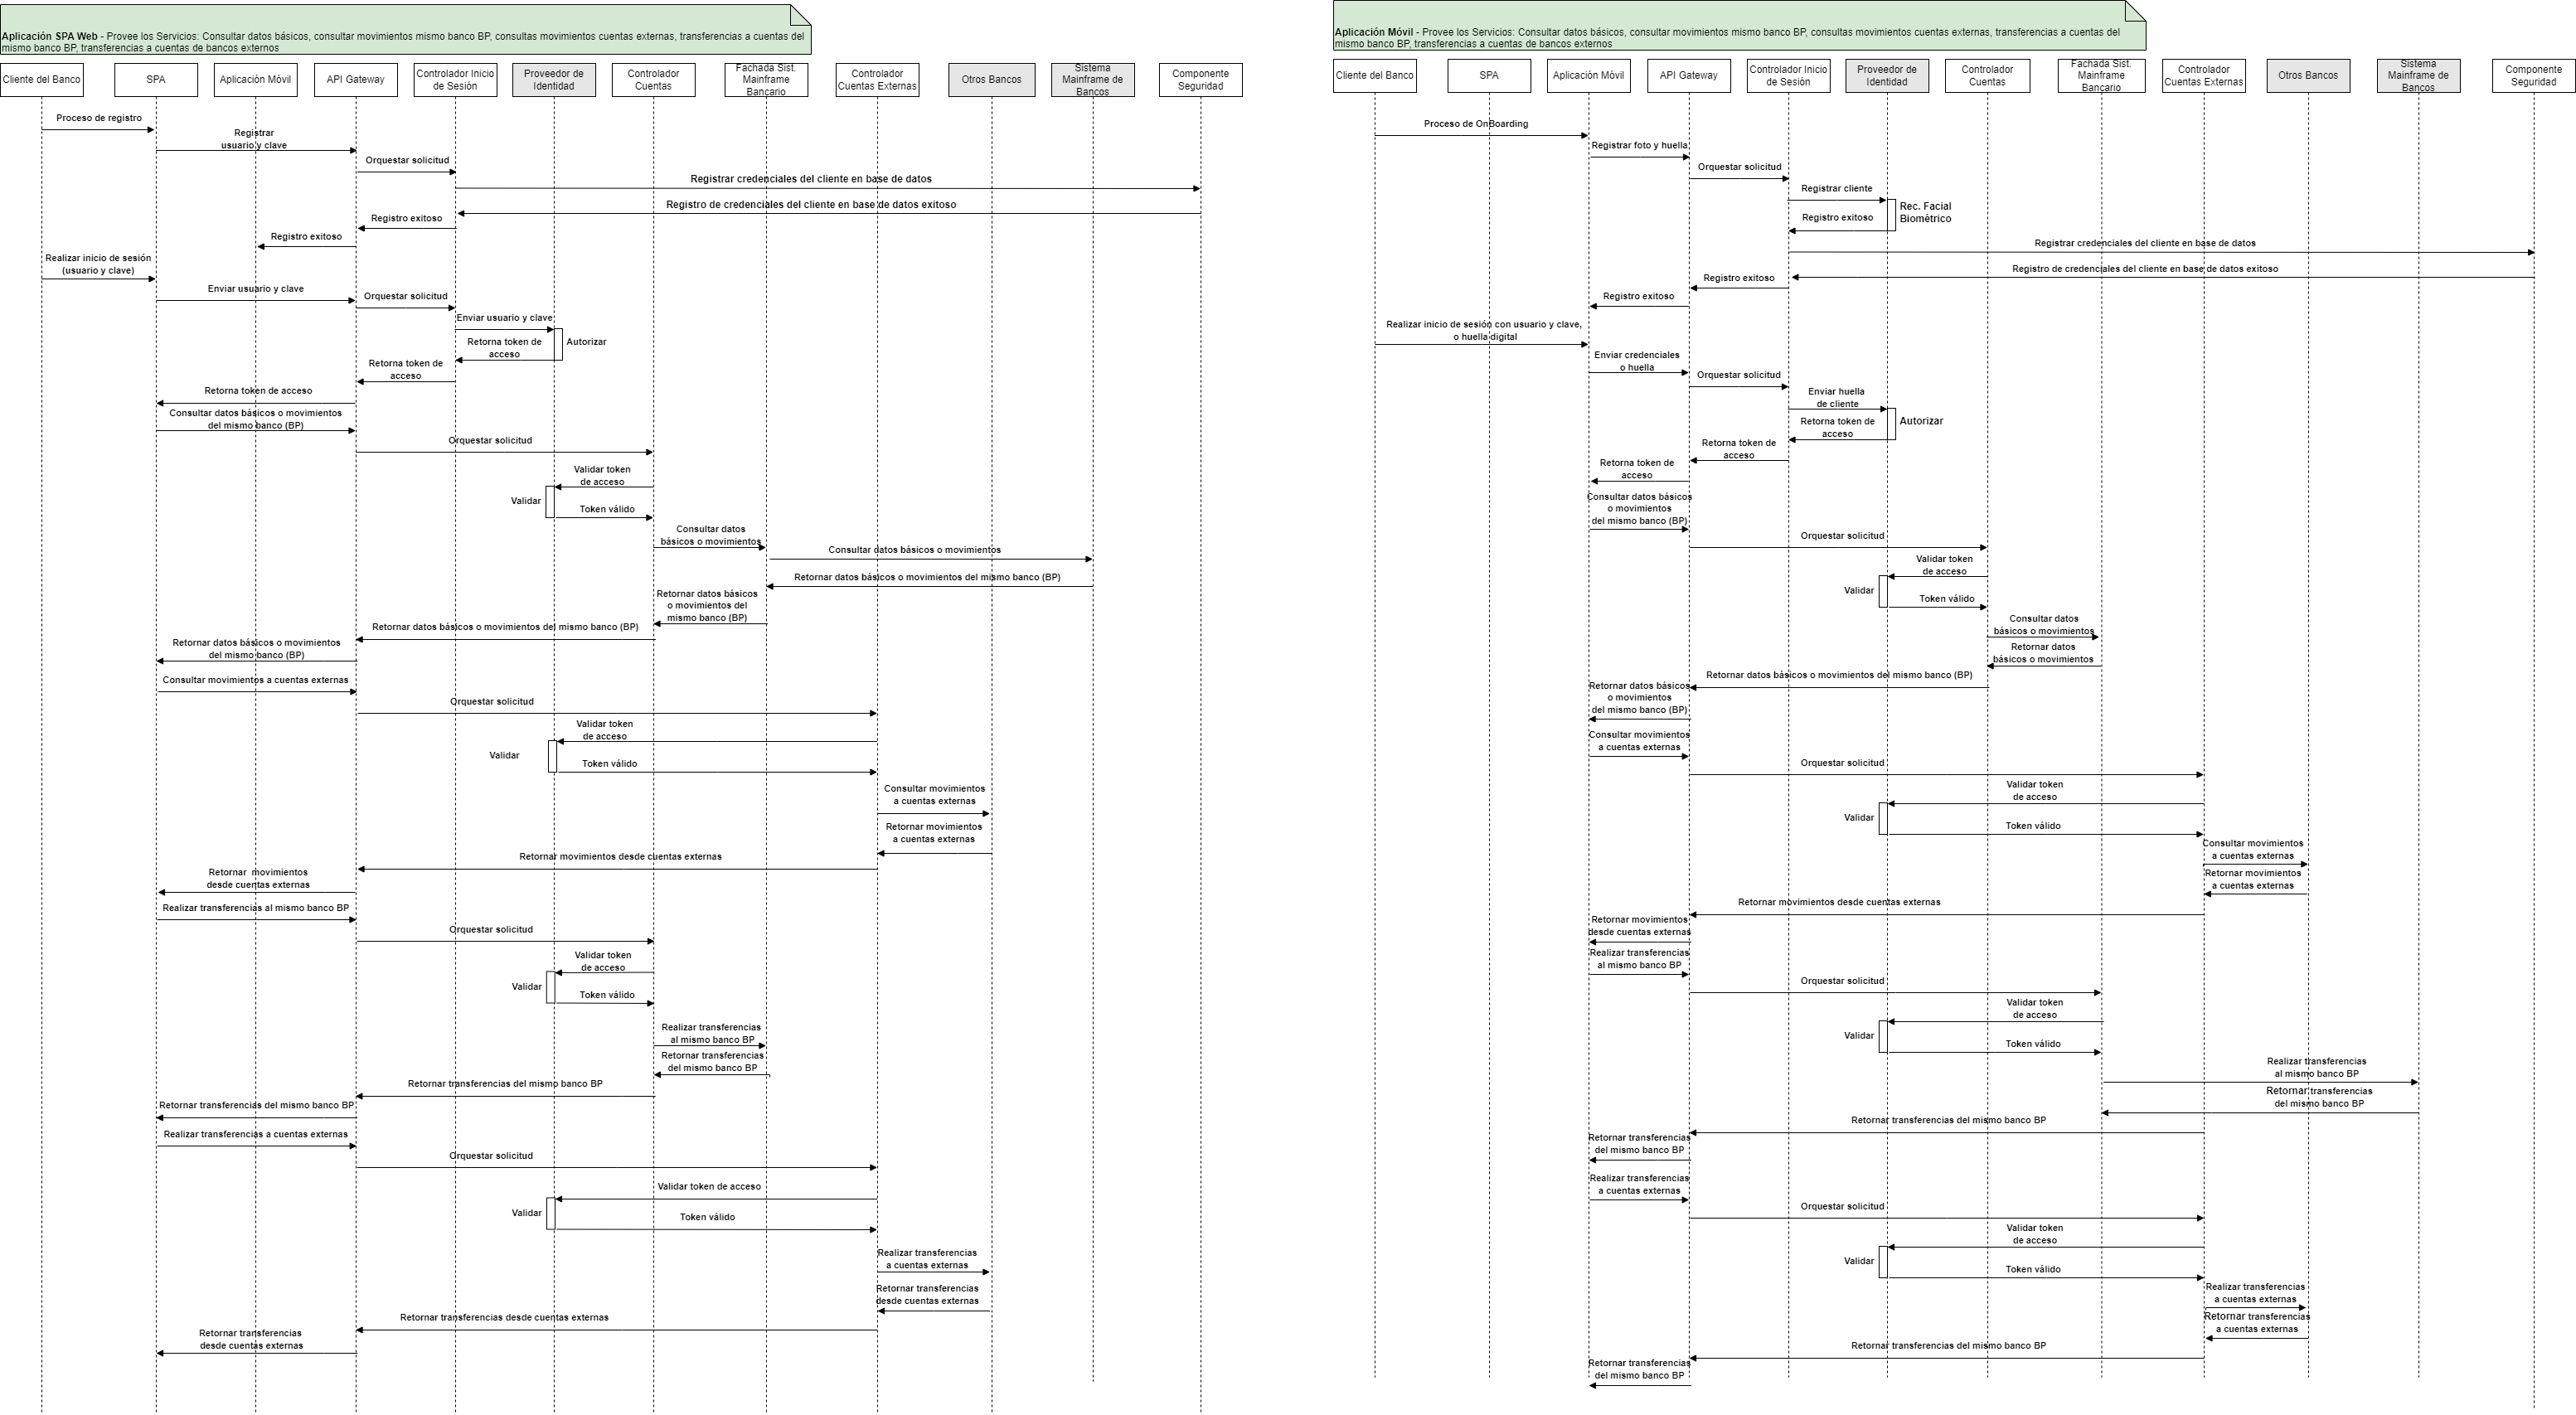 Aplicación SPA Web - Provee los Servicios: Consultar datos básicos, consultar movimientos mismo banco BP, consultas movimientos cuentas externas, transferencias a cuentas del
mismo banco BP, transferencias a cuentas de bancos externos
Cliente del Banco
SPA
Aplicación Móvil
API Gateway
Controlador Inicio
de Sesión
Proveedor de
Identidad
Controlador
Cuentas
Fachada Sist.
Mainframe
Bancario
Controlador
Cuentas Externas
Otros Bancos
Sistema
Mainframe de
Bancos
Componente
Seguridad
Proceso de registro
Registrar
usuario y clave
Orquestar solicitud
Registrar credenciales del cliente en base de datos
Registro de credenciales del cliente en base de datos exitoso
Registro exitoso
Registro exitoso
Realizar inicio de sesión
(usuario y clave)
Enviar usuario y clave
Orquestar solicitud
Enviar usuario y clave
Autorizar
Retorna token de
acceso
Retorna token de
acceso
Retorna token de acceso
Consultar datos básicos o movimientos
del mismo banco (BP)
Orquestar solicitud
Validar token
de acceso
Validar
Token válido
Consultar datos
básicos o movimientos
Consultar datos básicos o movimientos
Retornar datos básicos o movimientos del mismo banco (BP)
Retornar datos básicos
o movimientos del
mismo banco (BP)
Retornar datos básicos o movimientos del mismo banco (BP)
Retornar datos básicos o movimientos
del mismo banco (BP)
Consultar movimientos a cuentas externas
Orquestar solicitud
Validar token
de acceso
Validar
Token válido
Consultar movimientos
a cuentas externas
Retornar movimientos
a cuentas externas
Retornar movimientos desde cuentas externas
Retornar movimientos
desde cuentas externas
Realizar transferencias al mismo banco BP
Orquestar solicitud
Validar token
de acceso
Validar
Token válido
Realizar transferencias
al mismo banco BP
Retornar transferencias
del mismo banco BP
Retornar transferencias del mismo banco BP
Retornar transferencias del mismo banco BP
Realizar transferencias a cuentas externas
Orquestar solicitud
Validar token de acceso
Validar
Token válido
Realizar transferencias
a cuentas externas
Retornar transferencias
desde cuentas externas
Retornar transferencias desde cuentas externas
Retornar transferencias
desde cuentas externas
Aplicación Móvil - Provee los Servicios: Consultar datos básicos, consultar movimientos mismo banco BP, consultas movimientos cuentas externas, transferencias a cuentas del
mismo banco BP, transferencias a cuentas de bancos externos
Cliente del Banco
SPA
Aplicación Móvil
API Gateway
Controlador Inicio
de Sesión
Proveedor de
Identidad
Controlador
Cuentas
Fachada Sist.
Mainframe
Bancario
Controlador
Cuentas Externas
Otros Bancos
Sistema
Mainframe de
Bancos
Componente
Seguridad
Proceso de OnBoarding
Registrar foto y huella
Orquestar solicitud
Registrar cliente
Rec. Facial
Biométrico
Registro exitoso
Registrar credenciales del cliente en base de datos
Registro de credenciales del cliente en base de datos exitoso
Registro exitoso
Registro exitoso
Realizar inicio de sesión con usuario y clave,
o huella digital
Enviar credenciales
o huella
Orquestar solicitud
Enviar huella
de cliente
Autorizar
Retorna token de
acceso
Retorna token de
acceso
Retorna token de
acceso
Consultar datos básicos
o movimientos
del mismo banco (BP)
Orquestar solicitud
Validar token
de acceso
Validar
Token válido
Consultar datos
básicos o movimientos
Retornar datos
básicos o movimientos
Retornar datos básicos o movimientos del mismo banco (BP)
Retornar datos básicos
o movimientos
del mismo banco (BP)
Consultar movimientos
a cuentas externas
Orquestar solicitud
Validar token
de acceso
Validar
Token válido
Consultar movimientos
a cuentas externas
Retornar movimientos
a cuentas externas
Retornar movimientos desde cuentas externas
Retornar movimientos
desde cuentas externas
Realizar transferencias
al mismo banco BP
Orquestar solicitud
Validar token
de acceso
Validar
Token válido
Realizar transferencias
al mismo banco BP
Retornar transferencias
del mismo banco BP
Retornar transferencias del mismo banco BP
Retornar transferencias
del mismo banco BP
Realizar transferencias
a cuentas externas
Orquestar solicitud
Validar token
de acceso
Validar
Token válido
Realizar transferencias
a cuentas externas
Retornar transferencias
a cuentas externas
Retornar transferencias del mismo banco BP
Retornar transferencias
del mismo banco BP